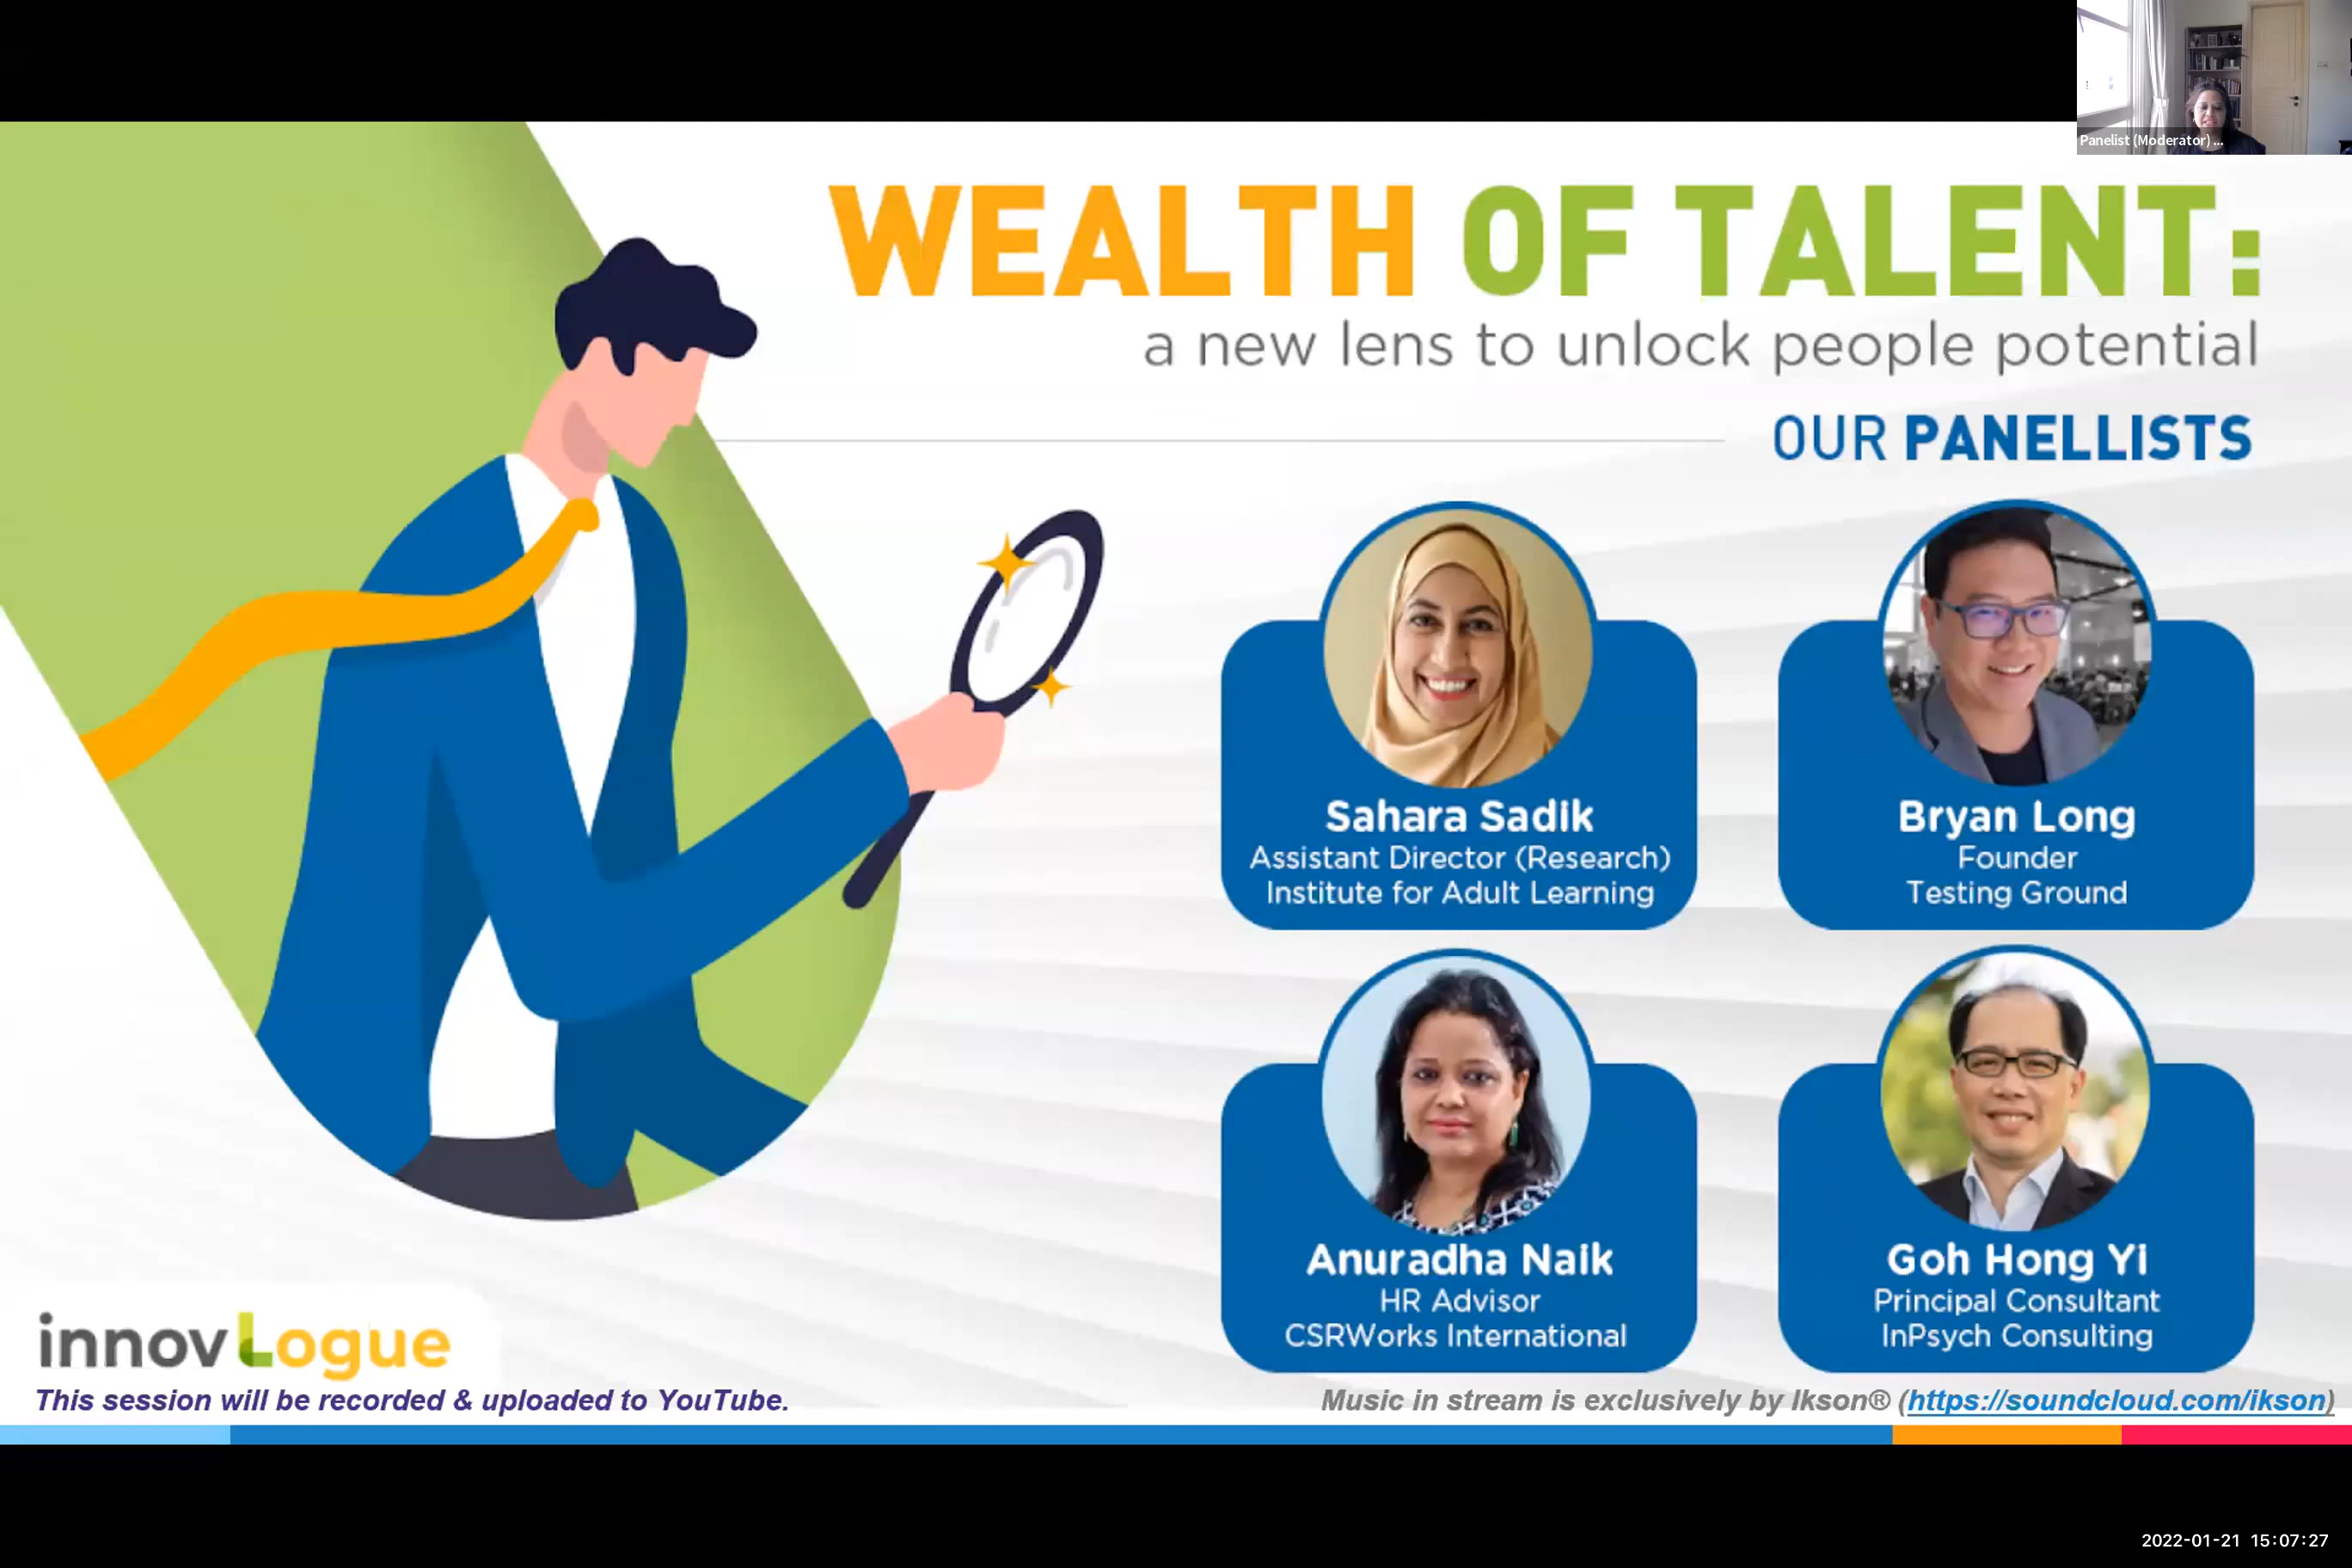 Panelist (Moderator) ...
WEALTH OF TALENT:
a new lens to unlock people potential
OUR PANELLISTS
Sahara Sadik
Assistant Director (Research)
Institute for Adult Learning
Bryan Long
Founder
Testing Ground
Anuradha Naik
HR Advisor
CSRWorks International
Goh Hong Yi
Principal Consultant
InPsych Consulting
innovLogue
This session will be recorded & uploaded to YouTube.
Music in stream is exclusively by Ikson® (https://soundcloud.com/ikson)
2022-01-21 15:07:27